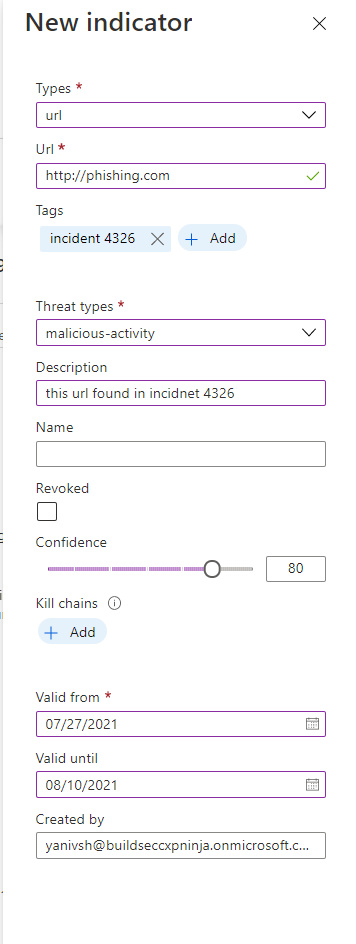 New indicator
Types *
url
Url *
http://phishing.com
Tags
incident 4326
Add
Threat types *
malicious-activity
Description
this url found in incidnet 4326
Name
Revoked
Confidence
80
Kill chains
Add
Valid from *
07/27/2021
Valid until
08/10/2021
Created by
yanivsh@buildseccxpninja.onmicrosoft.c...